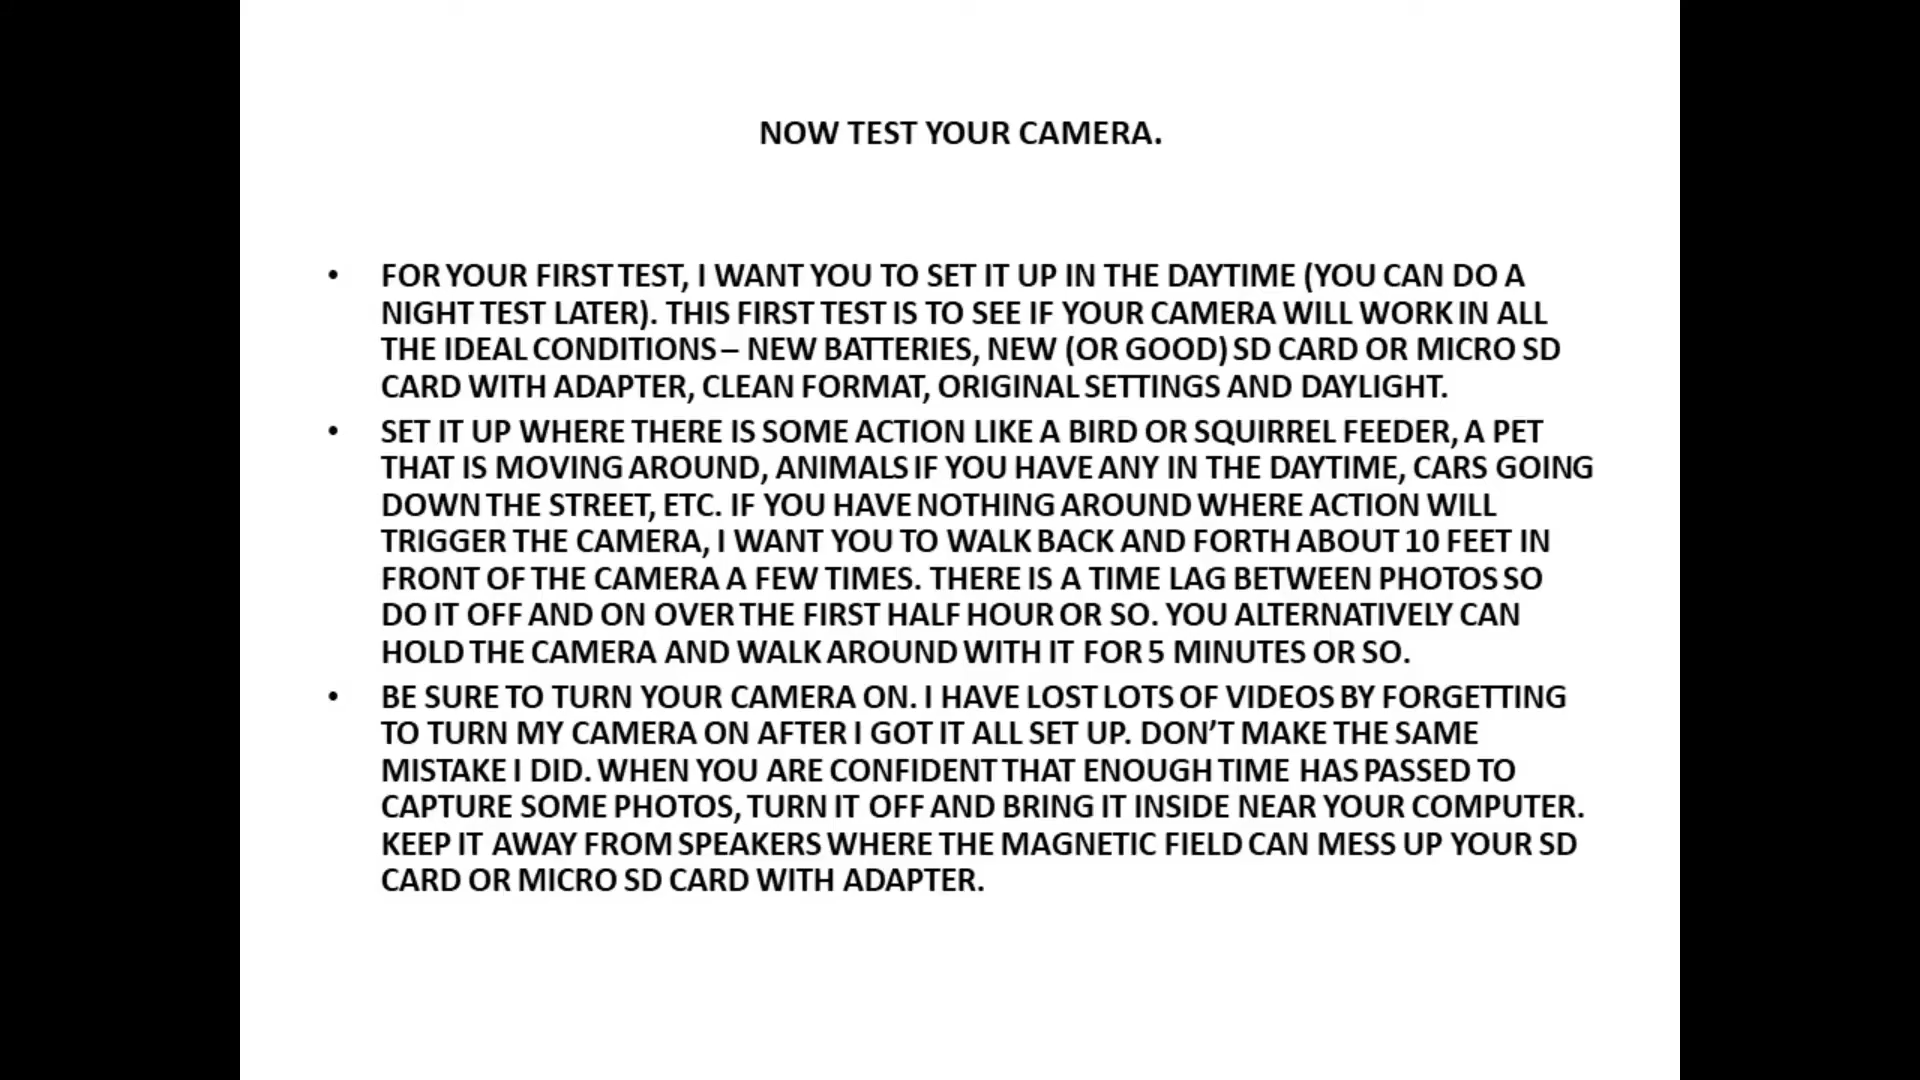 NOW TEST YOUR CAMERA.
• FOR YOUR FIRST TEST, I WANT YOU TO SET IT UP IN THE DAYTIME (YOU CAN DO A
NIGHT TEST LATER). THIS FIRST TEST IS TO SEE IF YOUR CAMERA WILL WORK IN ALL
THE IDEAL CONDITIONS – NEW BATTERIES, NEW (OR GOOD) SD CARD OR MICRO SD
CARD WITH ADAPTER, CLEAN FORMAT, ORIGINAL SETTINGS AND DAYLIGHT.
• SET IT UP WHERE THERE IS SOME ACTION LIKE A BIRD OR SQUIRREL FEEDER, A PET
THAT IS MOVING AROUND, ANIMALS IF YOU HAVE ANY IN THE DAYTIME, CARS GOING
DOWN THE STREET, ETC. IF YOU HAVE NOTHING AROUND WHERE ACTION WILL
TRIGGER THE CAMERA, I WANT YOU TO WALK BACK AND FORTH ABOUT 10 FEET IN
FRONT OF THE CAMERA A FEW TIMES. THERE IS A TIME LAG BETWEEN PHOTOS SO
DO IT OFF AND ON OVER THE FIRST HALF HOUR OR SO. YOU ALTERNATIVELY CAN
HOLD THE CAMERA AND WALK AROUND WITH IT FOR 5 MINUTES OR SO.
• BE SURE TO TURN YOUR CAMERA ON. I HAVE LOST LOTS OF VIDEOS BY FORGETTING
TO TURN MY CAMERA ON AFTER I GOT IT ALL SET UP. DON’T MAKE THE SAME
MISTAKE I DID. WHEN YOU ARE CONFIDENT THAT ENOUGH TIME HAS PASSED TO
CAPTURE SOME PHOTOS, TURN IT OFF AND BRING IT INSIDE NEAR YOUR COMPUTER.
KEEP IT AWAY FROM SPEAKERS WHERE THE MAGNETIC FIELD CAN MESS UP YOUR SD
CARD OR MICRO SD CARD WITH ADAPTER.